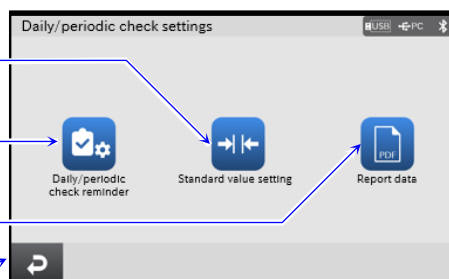 Daily/periodic check settings
USB PC
Daily/periodic
check reminder
Standard value setting
PDF
Report data